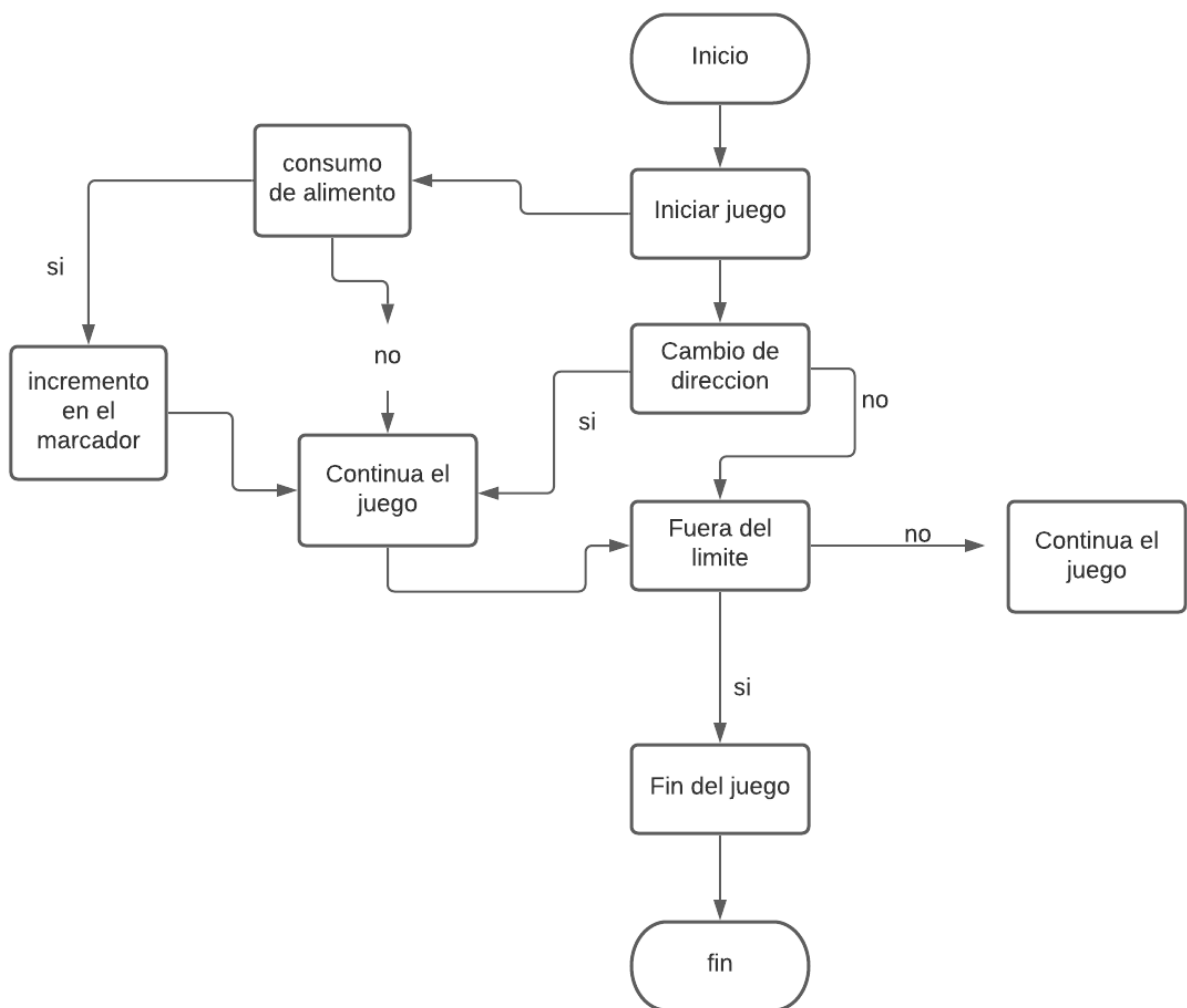 Inicio
consumo
de alimento
Iniciar juego
si
no
incremento
en el
marcador
Cambio de
direccion
no
si
Continua el
juego
Fuera del
limite
no
Continua el
juego
si
Fin del juego
fin